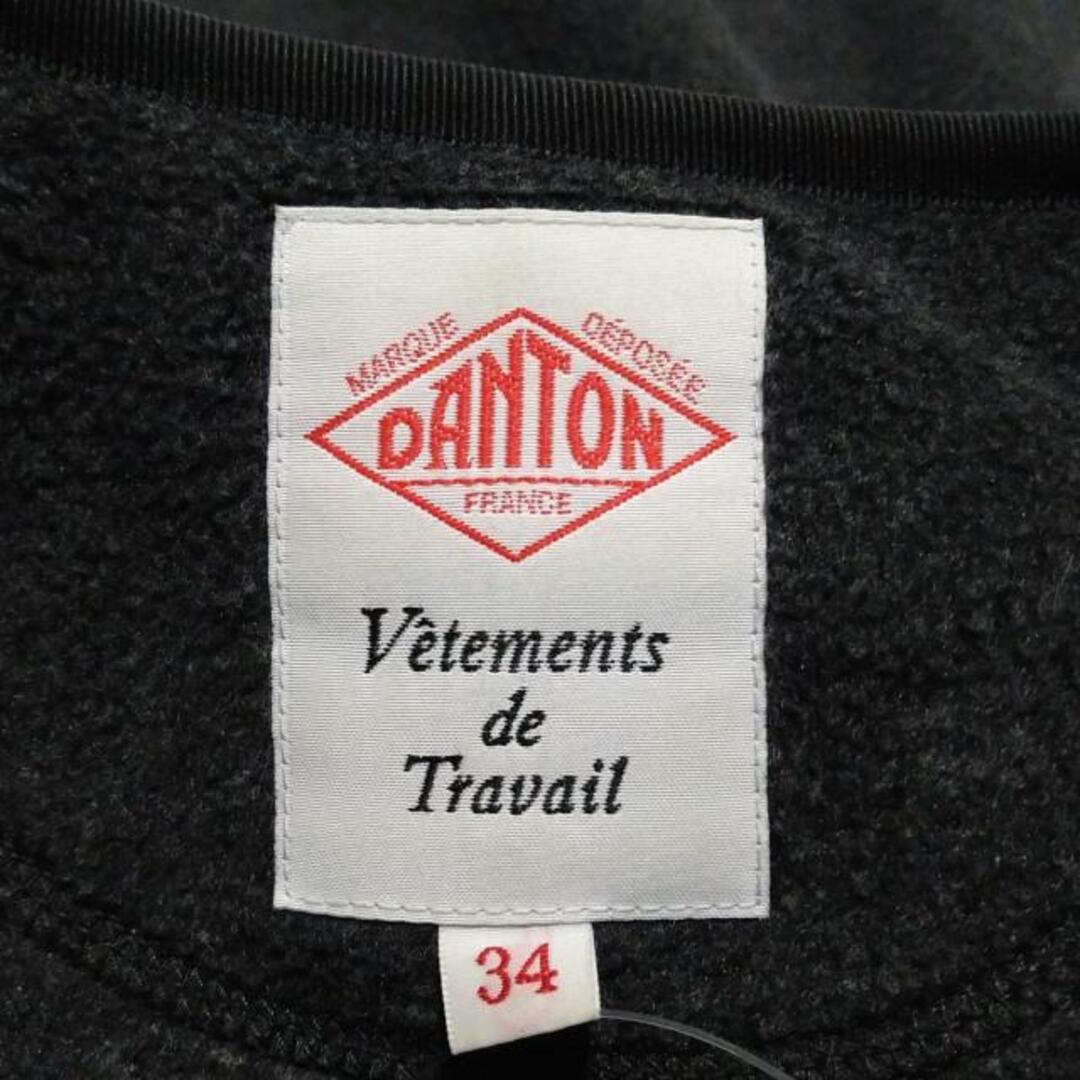 MARQUE DÉPOSÉE
DANTON
FRANCE
Vêtements
de
Travail
34